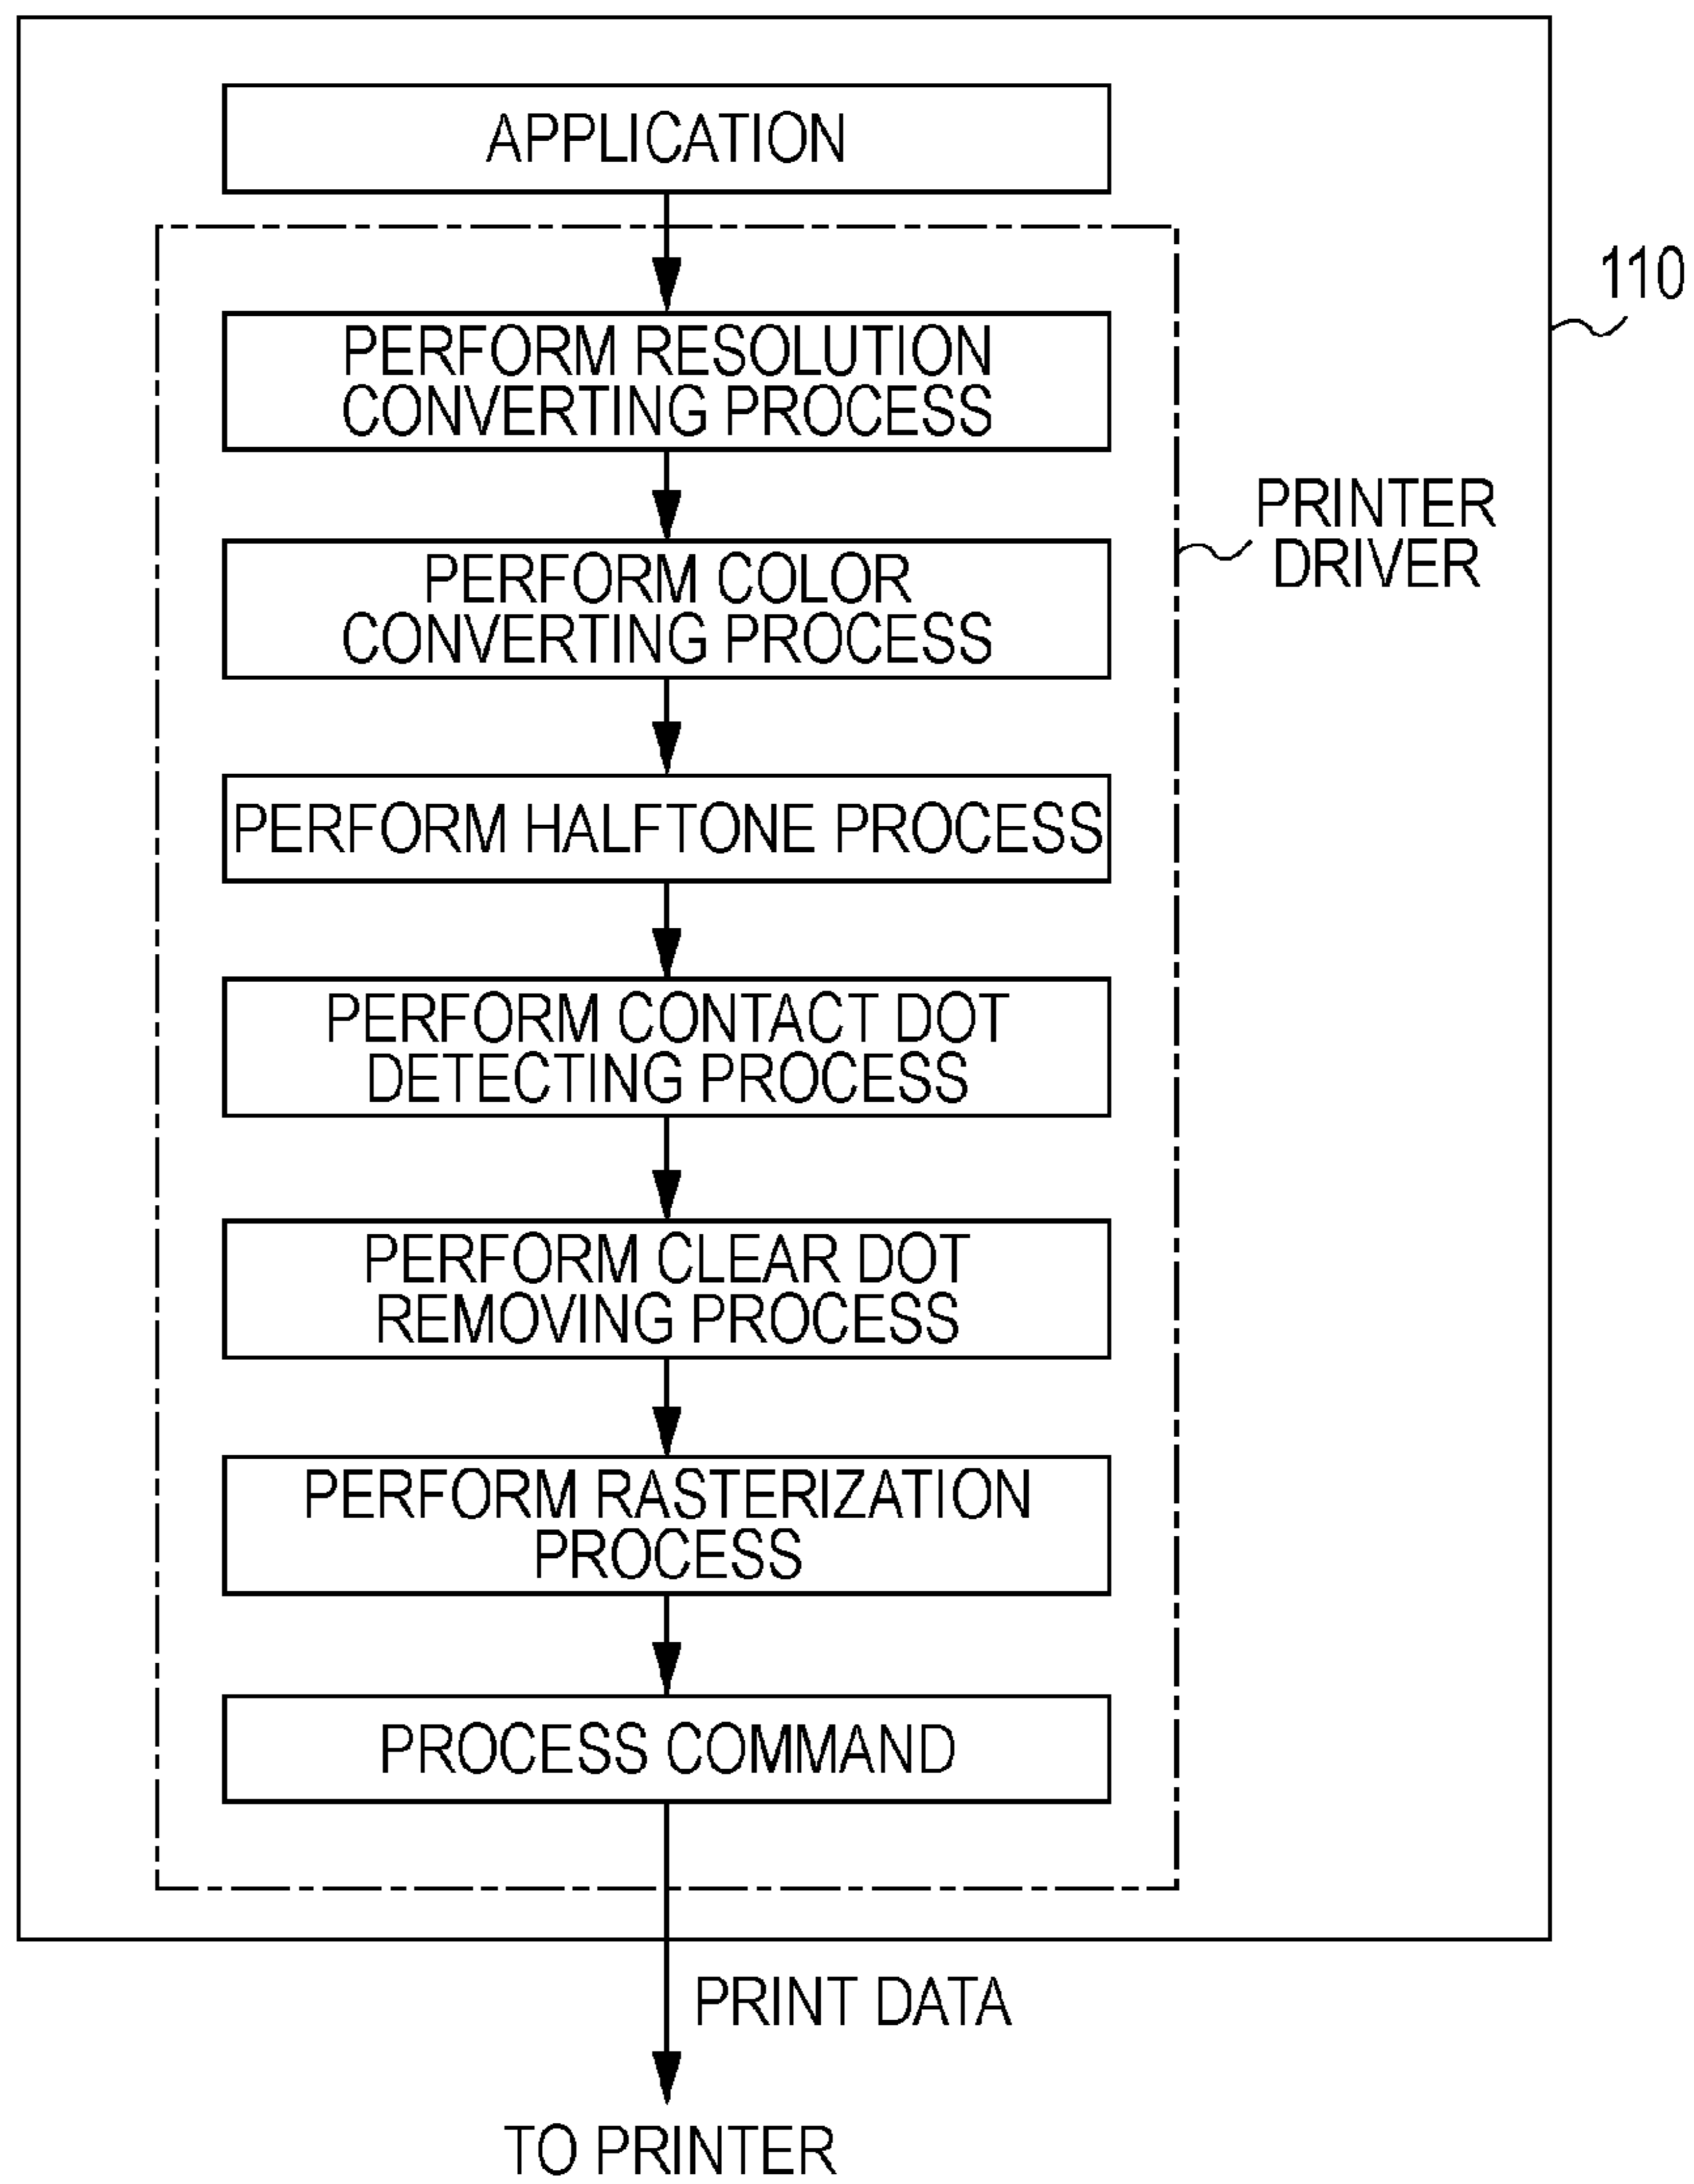 APPLICATION
110
PERFORM RESOLUTION
CONVERTING PROCESS
PRINTER
DRIVER
PERFORM COLOR
CONVERTING PROCESS
PERFORM HALFTONE PROCESS
PERFORM CONTACT DOT
DETECTING PROCESS
PERFORM CLEAR DOT
REMOVING PROCESS
PERFORM RASTERIZATION
PROCESS
PROCESS COMMAND
PRINT DATA
TO PRINTER